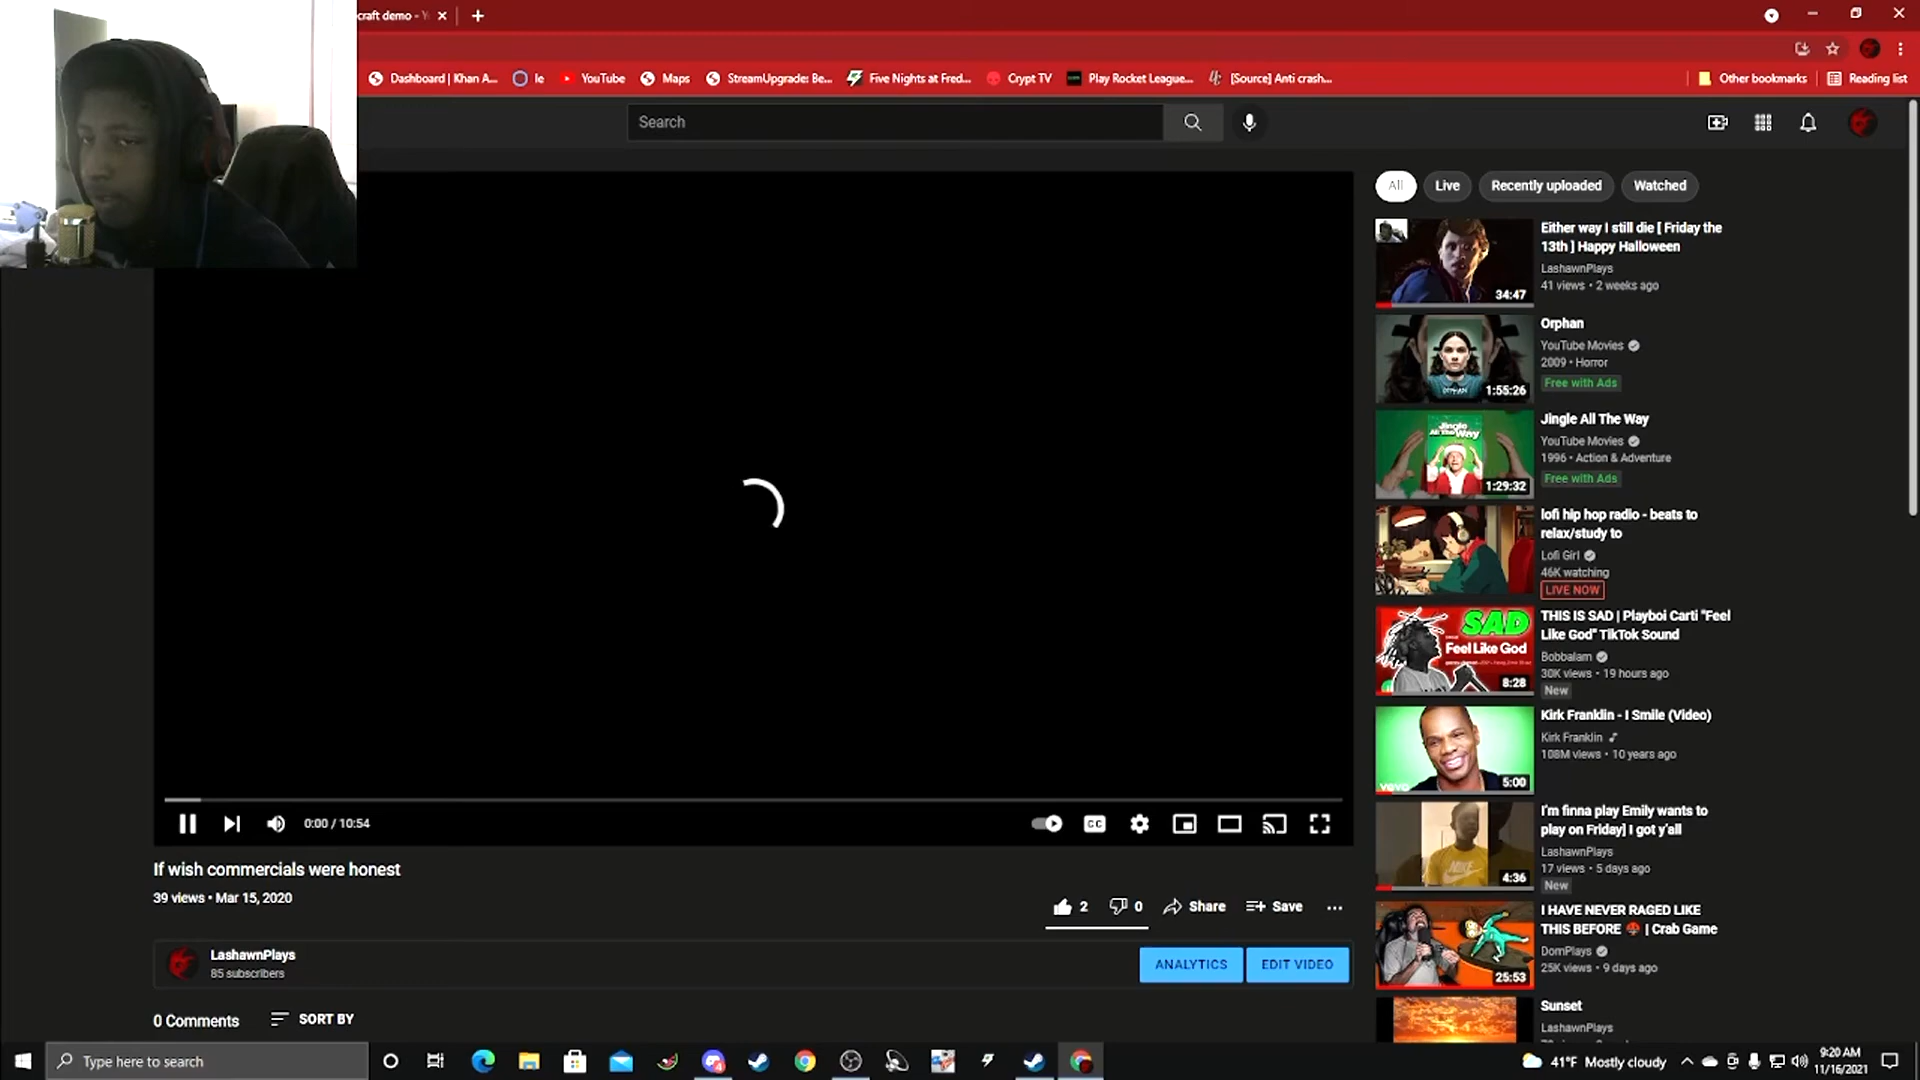 craft demo - Y
Dashboard | Khan A...
le
YouTube
Maps
StreamUpgrade: Be...
Five Nights at Fred...
Crypt TV
Play Rocket League...
[Source] Anti crash...
Other bookmarks
Reading list
Search
All
Live
Recently uploaded
Watched
Either way I still die [ Friday the
13th ] Happy Halloween
LashawnPlays
41 views • 2 weeks ago
34:47
Orphan
YouTube Movies
2009 • Horror
Free with Ads
ORPHAN
1:55:26
Jingle All The Way
YouTube Movies
1996 • Action & Adventure
Free with Ads
Jingle
All The Way
1:29:32
lofi hip hop radio - beats to
relax/study to
Lofi Girl
46K watching
LIVE NOW
THIS IS SAD | Playboi Carti "Feel
Like God" TikTok Sound
Bobbalam
30K views • 19 hours ago
New
SAD
Feel Like God
8:28
Kirk Franklin - I Smile (Video)
Kirk Franklin
108M views • 10 years ago
vevo
5:00
I'm finna play Emily wants to
play on Friday] I got y'all
LashawnPlays
17 views • 5 days ago
New
NIKE
4:36
I HAVE NEVER RAGED LIKE
THIS BEFORE | Crab Game
DomPlays
25K views • 9 days ago
25:53
Sunset
LashawnPlays
0:00 / 10:54
CC
If wish commercials were honest
39 views • Mar 15, 2020
2
0
Share
Save
LashawnPlays
85 subscribers
ANALYTICS
EDIT VIDEO
0 Comments
SORT BY
Type here to search
41°F Mostly cloudy
9:20 AM
11/16/2021